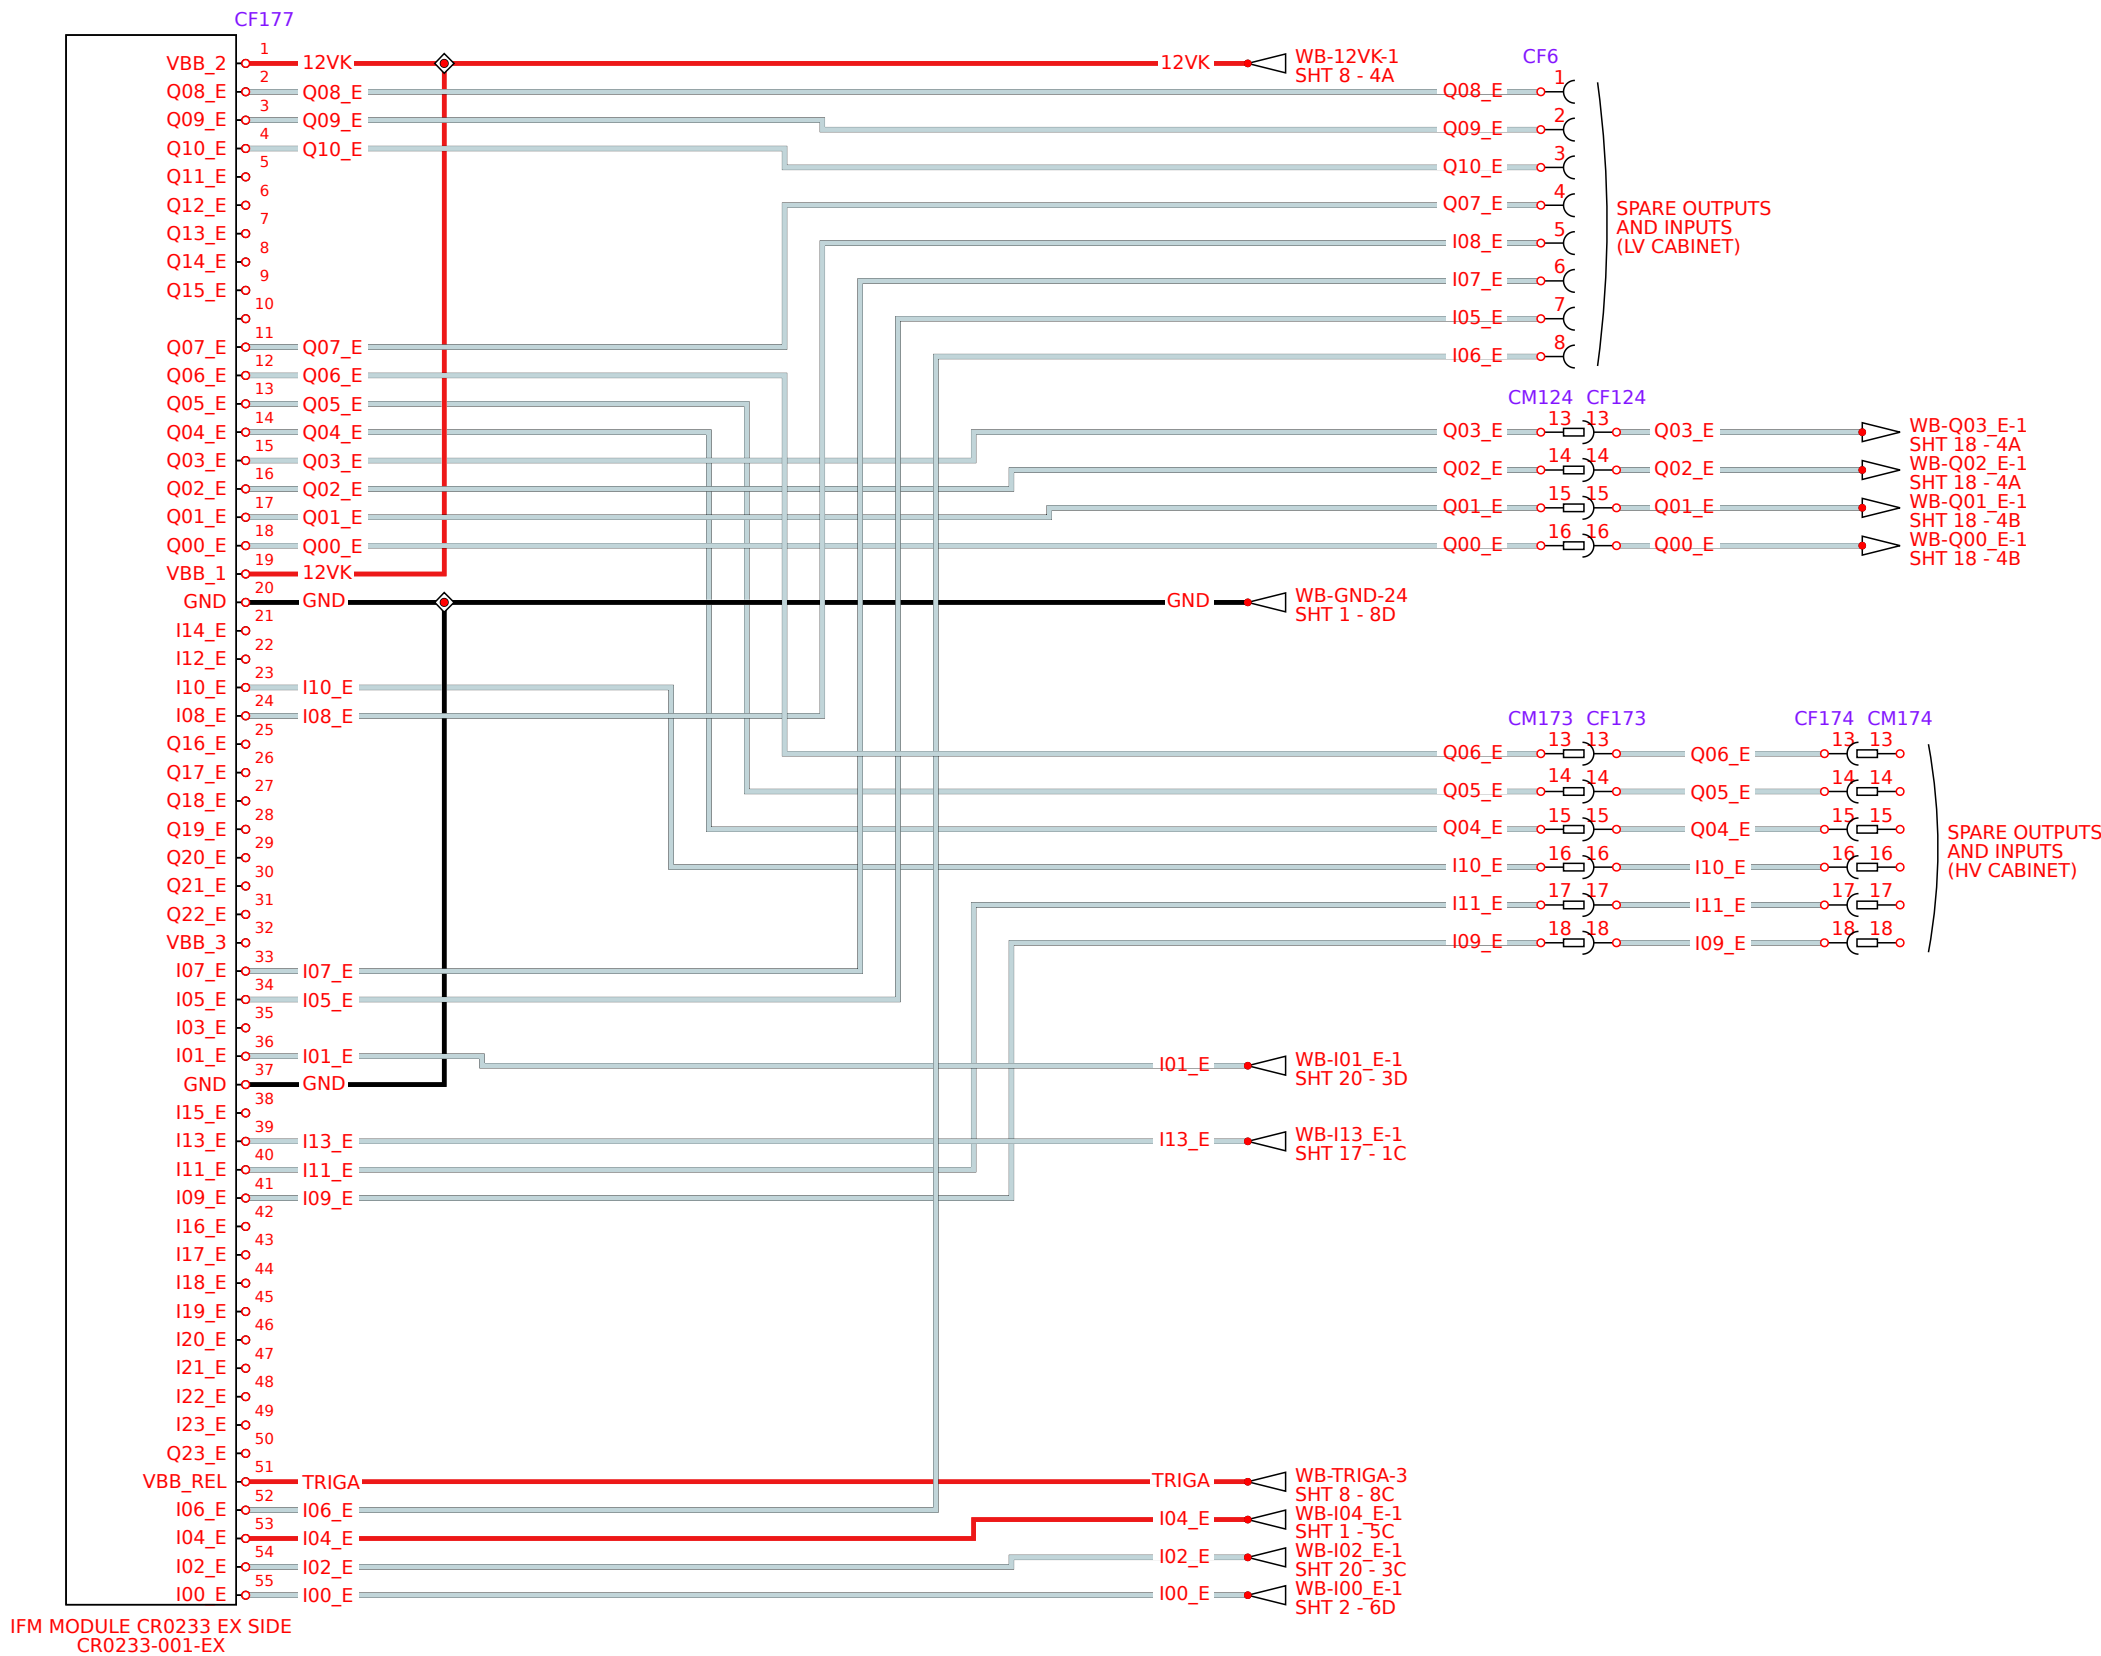 CF177
1
VBB_2 12VK 12VK WB-12VK-1
SHT 8 - 4A
CF6
2
Q08_E Q08_E Q08_E 1
3
Q09_E Q09_E Q09_E 2
4
Q10_E Q10_E Q10_E 3
5
Q11_E
6
Q12_E Q07_E 4
SPARE OUTPUTS
AND INPUTS
(LV CABINET)
7
Q13_E I08_E 5
8
Q14_E
9
Q15_E I07_E 6
10
I05_E 7
11
Q07_E Q07_E I06_E 8
12
Q06_E Q06_E
CM124 CF124
13
Q05_E Q05_E
14
Q04_E Q04_E Q03_E 13 13 Q03_E WB-Q03_E-1
SHT 18 - 4A
15
Q03_E Q03_E Q02_E 14 14 Q02_E WB-Q02_E-1
SHT 18 - 4A
16
Q02_E Q02_E
17
Q01_E Q01_E Q01_E 15 15 Q01_E WB-Q01_E-1
SHT 18 - 4B
18
Q00_E Q00_E Q00_E 16 16 Q00_E WB-Q00_E-1
SHT 18 - 4B
19
VBB_1 12VK
20
GND GND GND WB-GND-24
SHT 1 - 8D
21
I14_E
22
I12_E
23
I10_E I10_E
24
I08_E I08_E
CM173 CF173 CF174 CM174
25
Q16_E Q06_E 13 13 Q06_E 13 13
26
Q17_E
27
Q18_E Q05_E 14 14 Q05_E 14 14
28
Q19_E Q04_E 15 15 Q04_E 15 15
SPARE OUTPUTS
AND INPUTS
(HV CABINET)
29
Q20_E I10_E 16 16 I10_E 16 16
30
Q21_E
31
Q22_E I11_E 17 17 I11_E 17 17
32
VBB_3 I09_E 18 18 I09_E 18 18
33
I07_E I07_E
34
I05_E I05_E
35
I03_E
36
I01_E I01_E I01_E WB-I01_E-1
SHT 20 - 3D
37
GND GND
38
I15_E
39
I13_E I13_E I13_E WB-I13_E-1
SHT 17 - 1C
40
I11_E I11_E
41
I09_E I09_E
42
I16_E
43
I17_E
44
I18_E
45
I19_E
46
I20_E
47
I21_E
48
I22_E
49
I23_E
50
Q23_E
51
VBB_REL TRIGA TRIGA WB-TRIGA-3
SHT 8 - 8C
52
I06_E I06_E
53
I04_E I04_E I04_E WB-I04_E-1
SHT 1 - 5C
54
I02_E I02_E I02_E WB-I02_E-1
SHT 20 - 3C
55
I00_E I00_E I00_E WB-I00_E-1
SHT 2 - 6D
IFM MODULE CR0233 EX SIDE
CR0233-001-EX